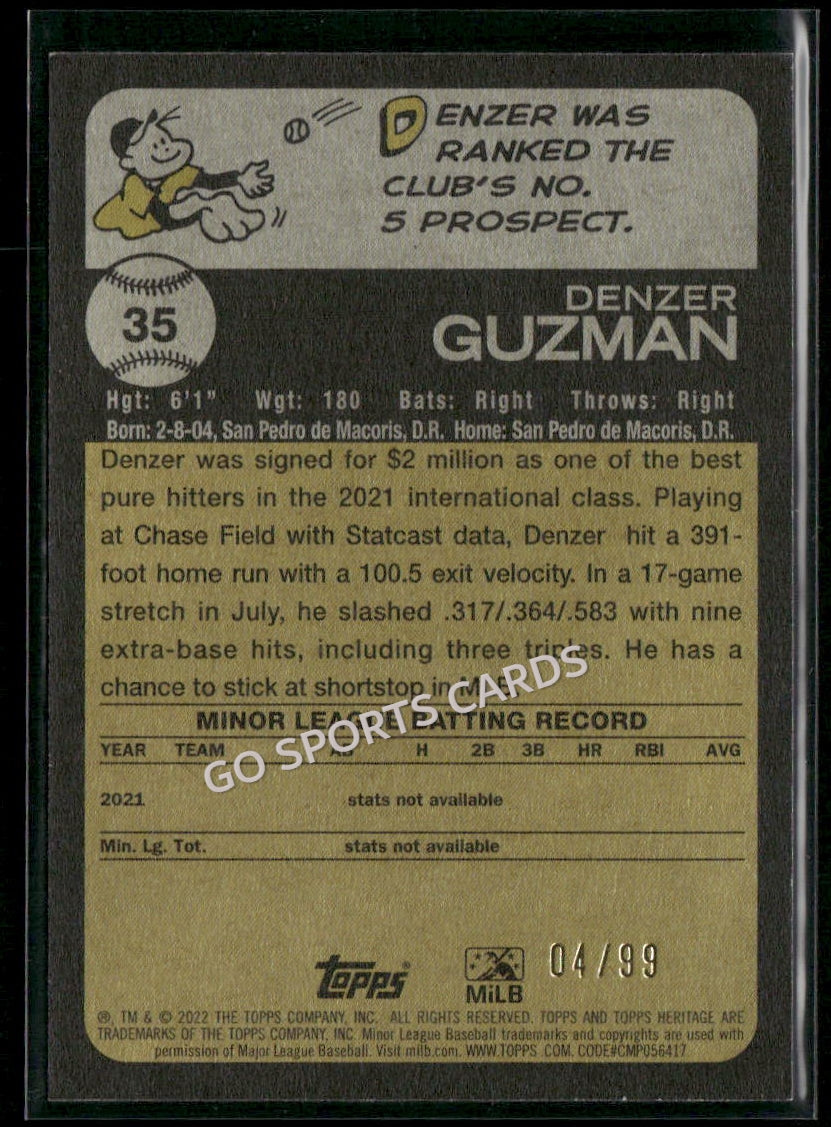 DENZER WAS
RANKED THE
CLUB'S NO.
5 PROSPECT.
35
DENZER
GUZMAN
Hgt: 6'1" Wgt: 180 Bats: Right Throws: Right
Born: 2-8-04, San Pedro de Macoris, D.R. Home: San Pedro de Macoris, D.R.
Denzer was signed for $2 million as one of the best
pure hitters in the 2021 international class. Playing
at Chase Field with Statcast data, Denzer hit a 391-
foot home run with a 100.5 exit velocity. In a 17-game
stretch in July, he slashed .317/.364/.583 with nine
extra-base hits, including three triples. He has a
chance to stick at shortstop in MLB.
MINOR LEAGUE BATTING RECORD
YEAR TEAM AB H 2B 3B HR RBI AVG
2021 stats not available
Min. Lg. Tot. stats not available
GO SPORTS CARDS
topps®
MiLB
04/99
®, TM & © 2022 THE TOPPS COMPANY, INC. ALL RIGHTS RESERVED. TOPPS AND TOPPS HERITAGE ARE
TRADEMARKS OF THE TOPPS COMPANY, INC. Minor League Baseball trademarks and copyrights are used with
permission of Major League Baseball. Visit milb.com. WWW.TOPPS.COM. CODE#CMP056417